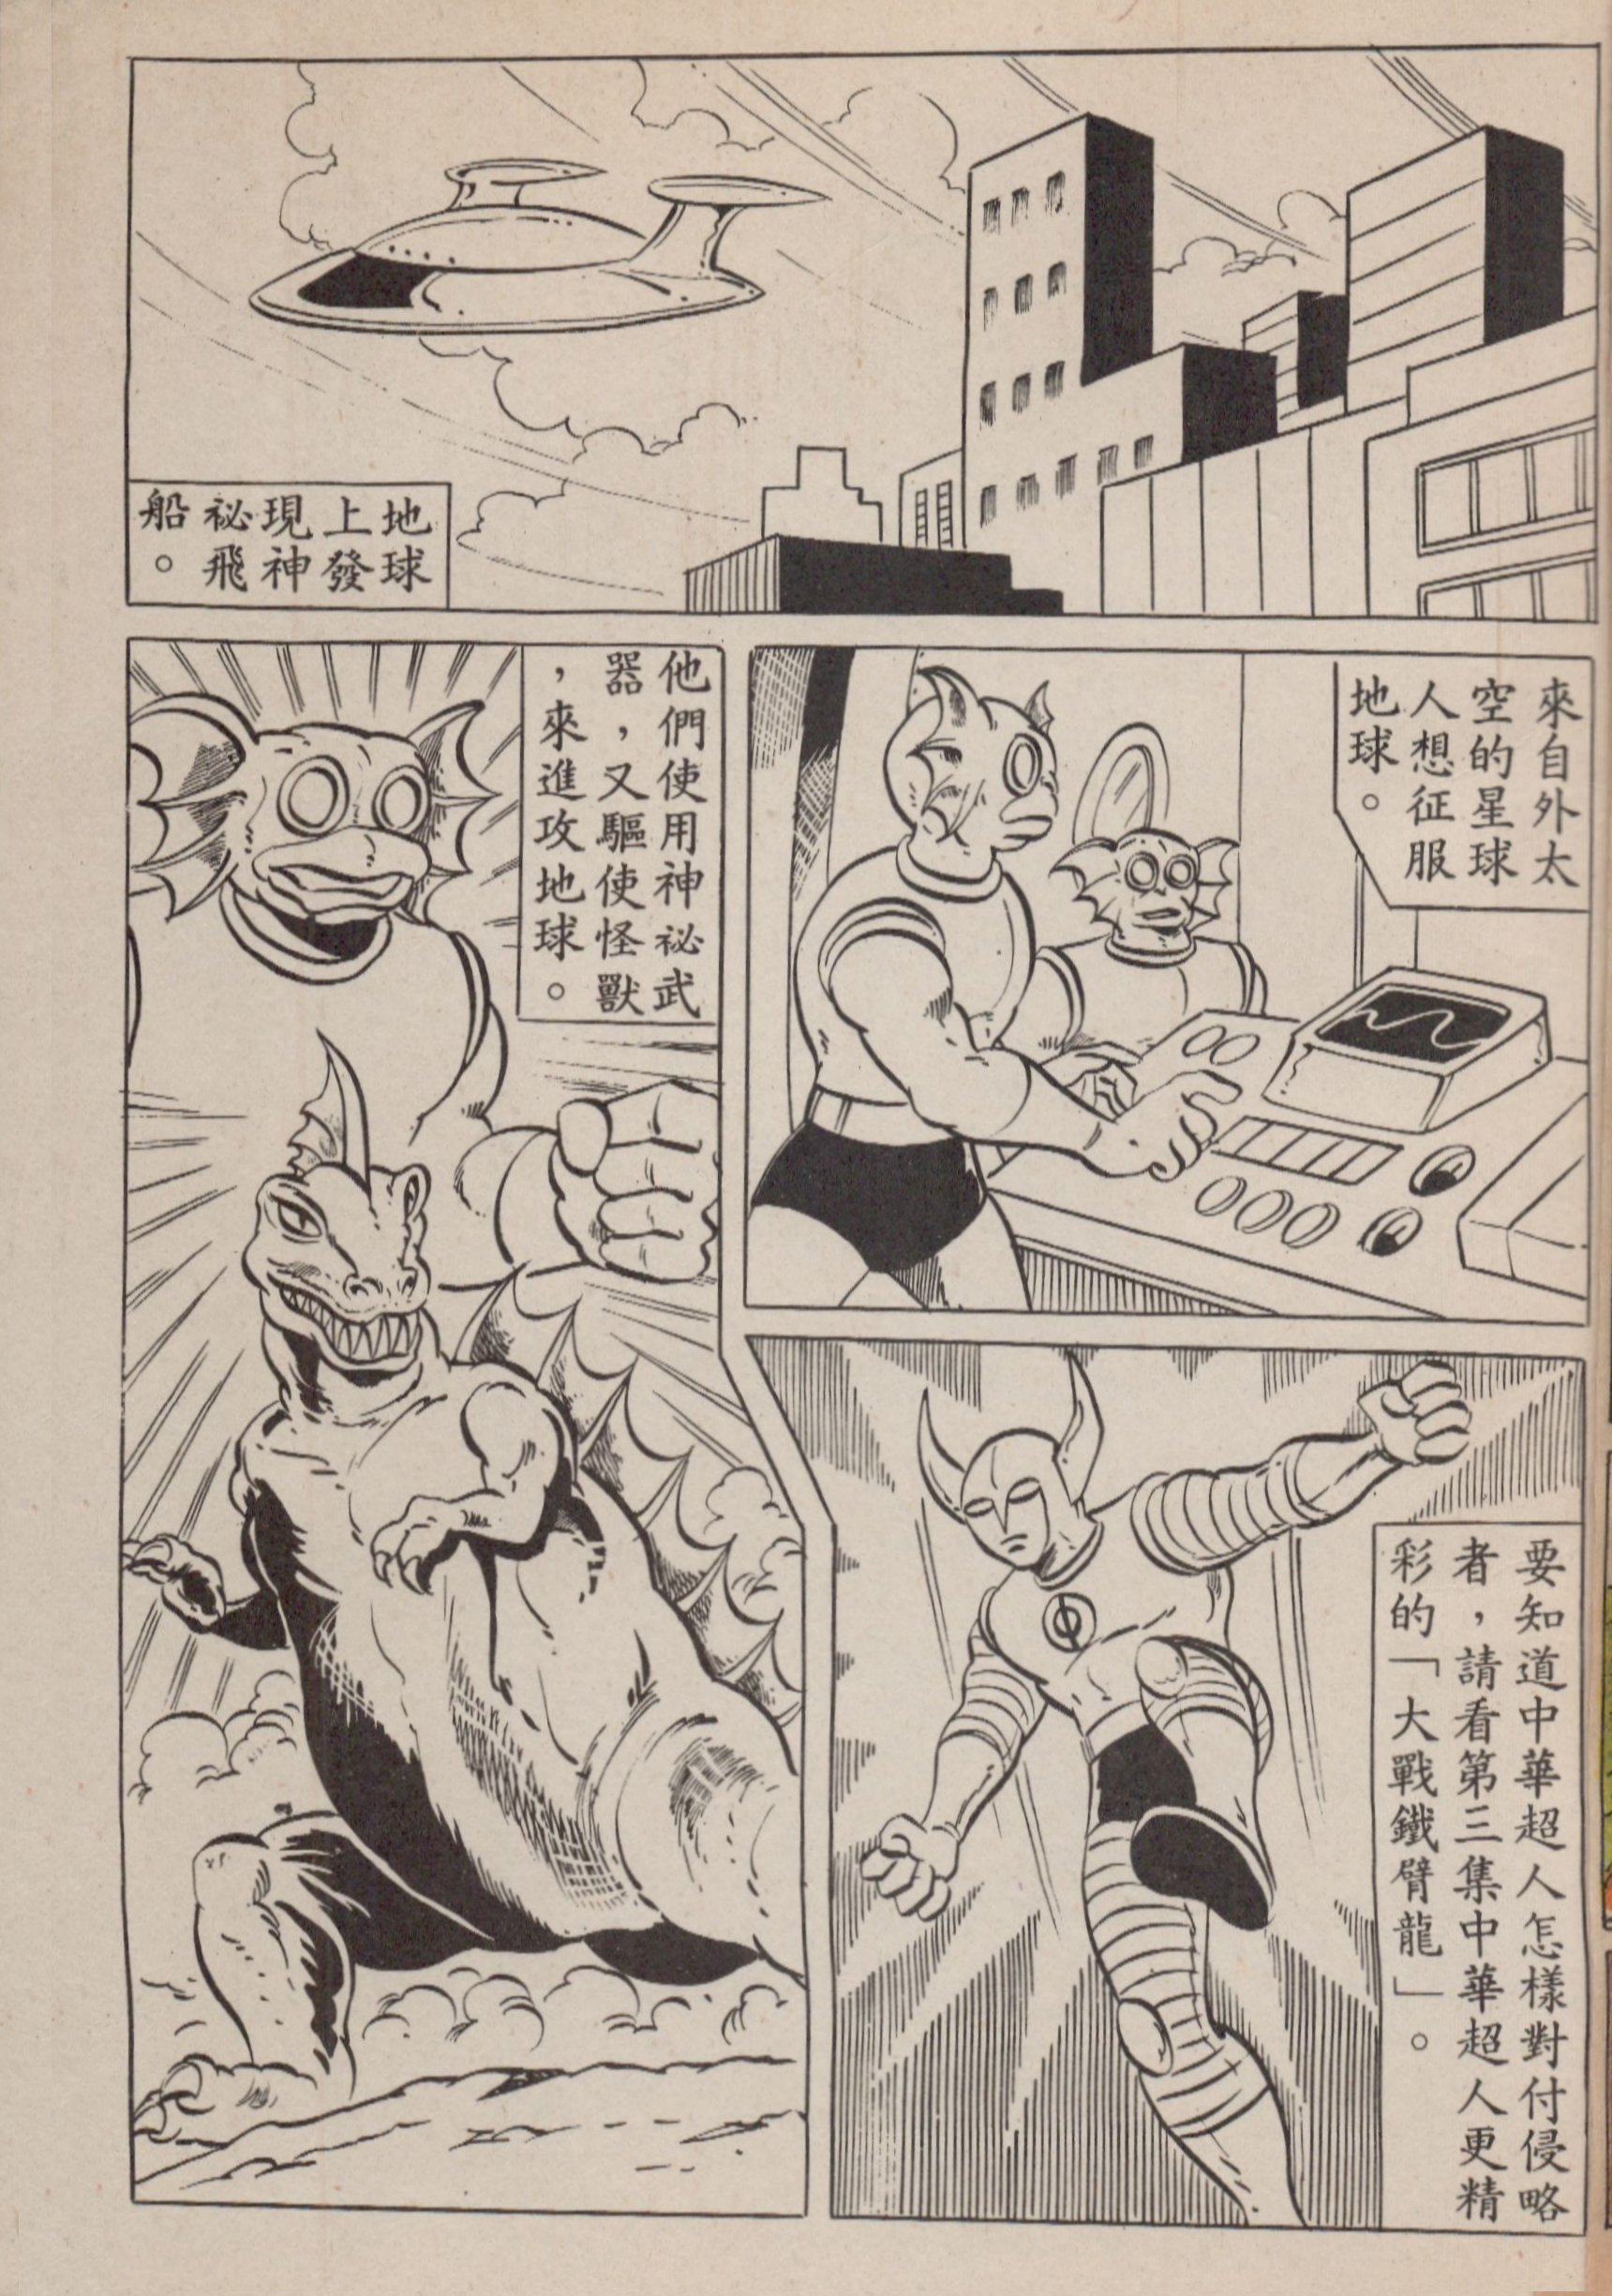 地球
上發
現神
祕飛
船。
來自外太
空的星球
人想征服
地球。
他們使用神祕武
器，又驅使怪獸
，來進攻地球。
要知道中華超人怎樣對付侵略
者，請看第三集中華超人更精
彩的「大戰鐵臂龍」。